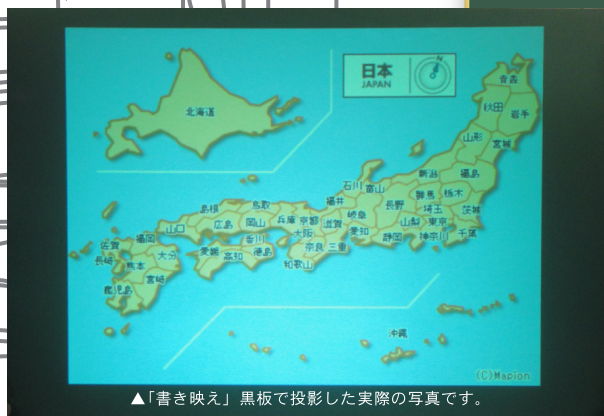 日本
JAPAN
N
北海道
青森
秋田
岩手
山形
宮城
新潟
福島
石川
富山
福井
長野
群馬
栃木
岐阜
埼玉
茨城
山梨
東京
愛知
静岡
神奈川
千葉
島根
鳥取
兵庫
京都
滋賀
山口
広島
岡山
大阪
香川
奈良
三重
愛媛
高知
徳島
和歌山
佐賀
福岡
長崎
大分
熊本
宮崎
鹿児島
沖縄
(C)Mapion
▲「書き映え」黒板で投影した実際の写真です。